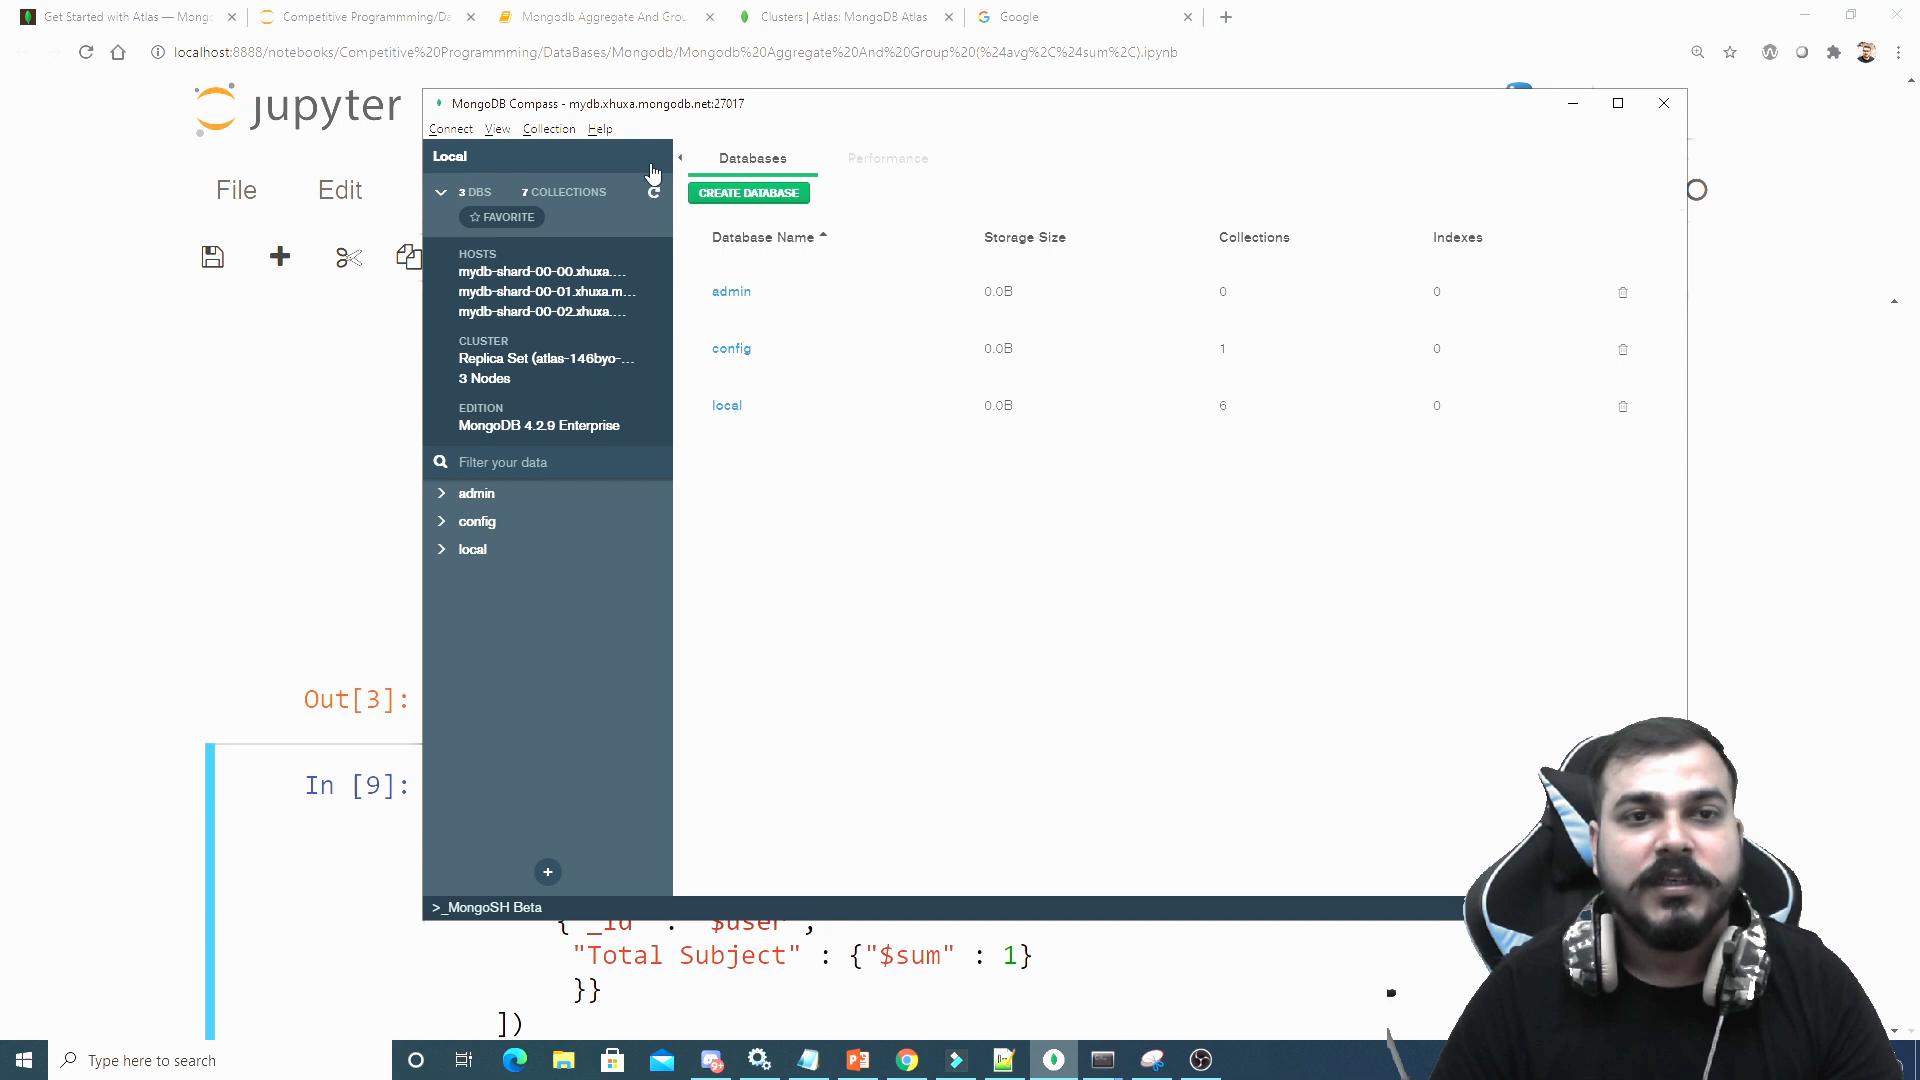 Get Started with Atlas — Mong
Competitive Programmming/Da
Mongodb Aggregate And Grou
Clusters | Atlas: MongoDB Atlas
Google
localhost:8888/notebooks/Competitive%20Programmming/DataBases/Mongodb/Mongodb%20Aggregate%20And%20Group%20(%24avg%2C%24sum%2C).ipynb
jupyter
File Edit
MongoDB Compass - mydb.xhuxa.mongodb.net:27017
Connect View Collection Help
Local
3 DBS 7 COLLECTIONS
FAVORITE
HOSTS
mydb-shard-00-00.xhuxa....
mydb-shard-00-01.xhuxa.m...
mydb-shard-00-02.xhuxa....
CLUSTER
Replica Set (atlas-146byo-...
3 Nodes
EDITION
MongoDB 4.2.9 Enterprise
Filter your data
admin
config
local
>_MongoSH Beta
Databases Performance
CREATE DATABASE
Database Name Storage Size Collections Indexes
admin 0.0B 0 0
config 0.0B 1 0
local 0.0B 6 0
Out[3]:
In [9]:
{"_id" : "$user",
"Total Subject" : {"$sum" : 1}
}}
])
Type here to search